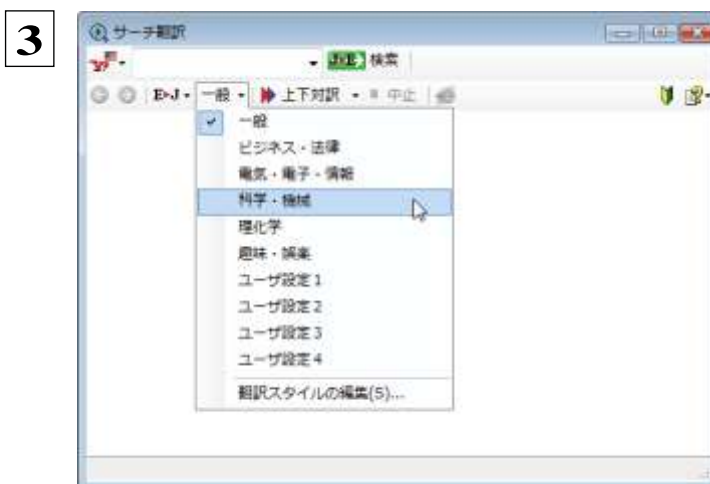 3
サーチ翻訳
J>E 検索
E>J 一般 上下対訳 中止
一般
ビジネス・法律
電気・電子・情報
科学・機械
理化学
趣味・娯楽
ユーザ設定1
ユーザ設定2
ユーザ設定3
ユーザ設定4
翻訳スタイルの編集(S)...